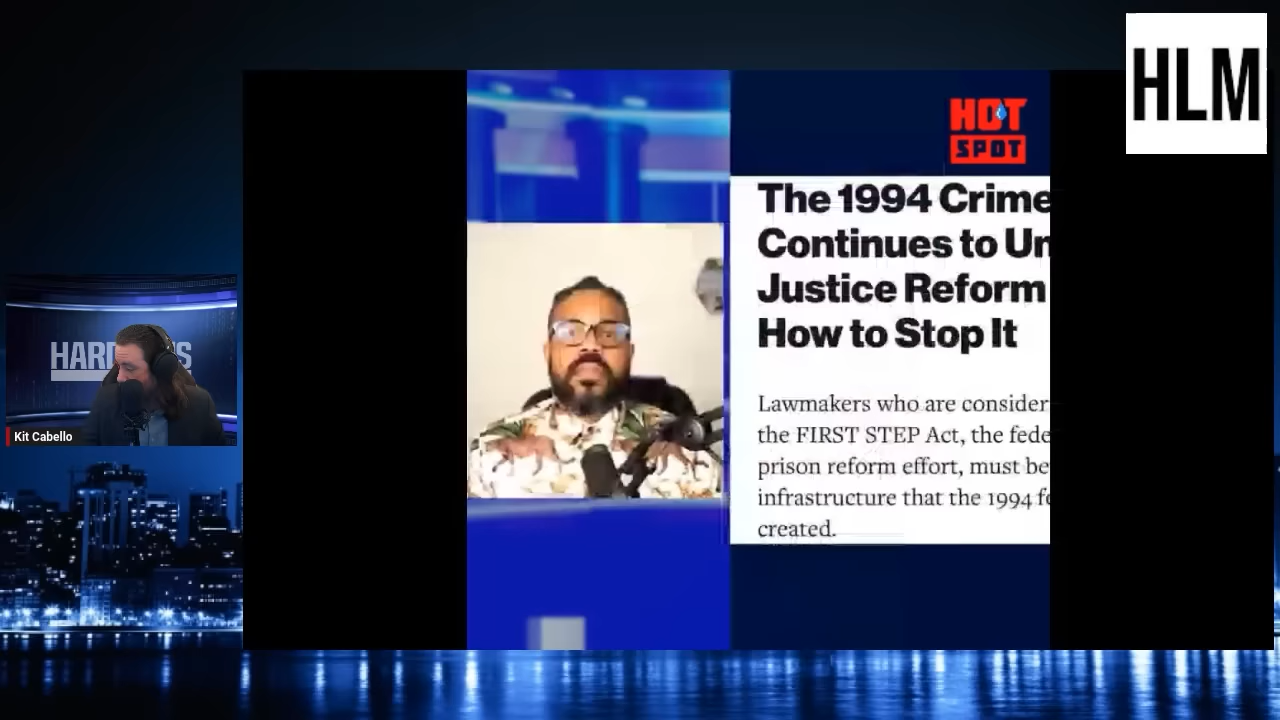 HLM
HOT
SPOT
The 1994 Crime
Continues to Un
Justice Reform
How to Stop It
Lawmakers who are consider
the FIRST STEP Act, the fede
prison reform effort, must be
infrastructure that the 1994 fe
created.
HARD
S
Kit Cabello